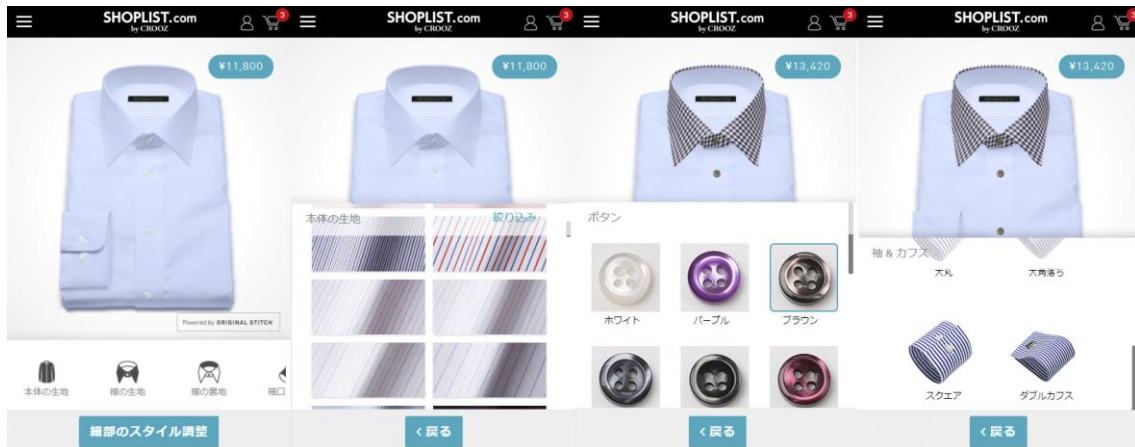 SHOPLIST.com
by CROOZ
3
¥11,800
Powered by ORIGINAL STITCH
本体の生地
襟の生地
襟の裏地
袖口
細部のスタイル調整
SHOPLIST.com
by CROOZ
3
¥11,800
本体の生地
絞り込み
<戻る
SHOPLIST.com
by CROOZ
3
¥13,420
ボタン
ホワイト
パープル
ブラウン
<戻る
SHOPLIST.com
by CROOZ
3
¥13,420
袖 & カフス
大丸
大角落ち
スクエア
ダブルカフス
<戻る